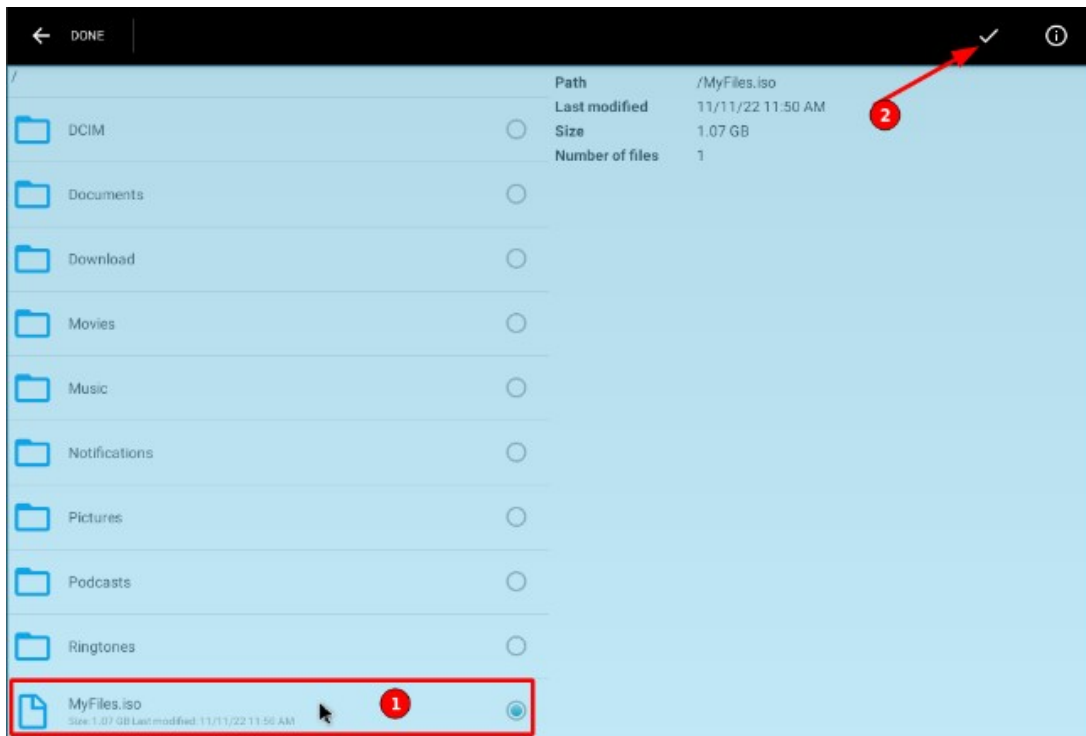 DONE
/
DCIM
Documents
Download
Movies
Music
Notifications
Pictures
Podcasts
Ringtones
MyFiles.iso
Size: 1.07 GB Last modified: 11/11/22 11:50 AM
1
Path /MyFiles.iso
Last modified 11/11/22 11:50 AM
Size 1.07 GB
Number of files 1
2